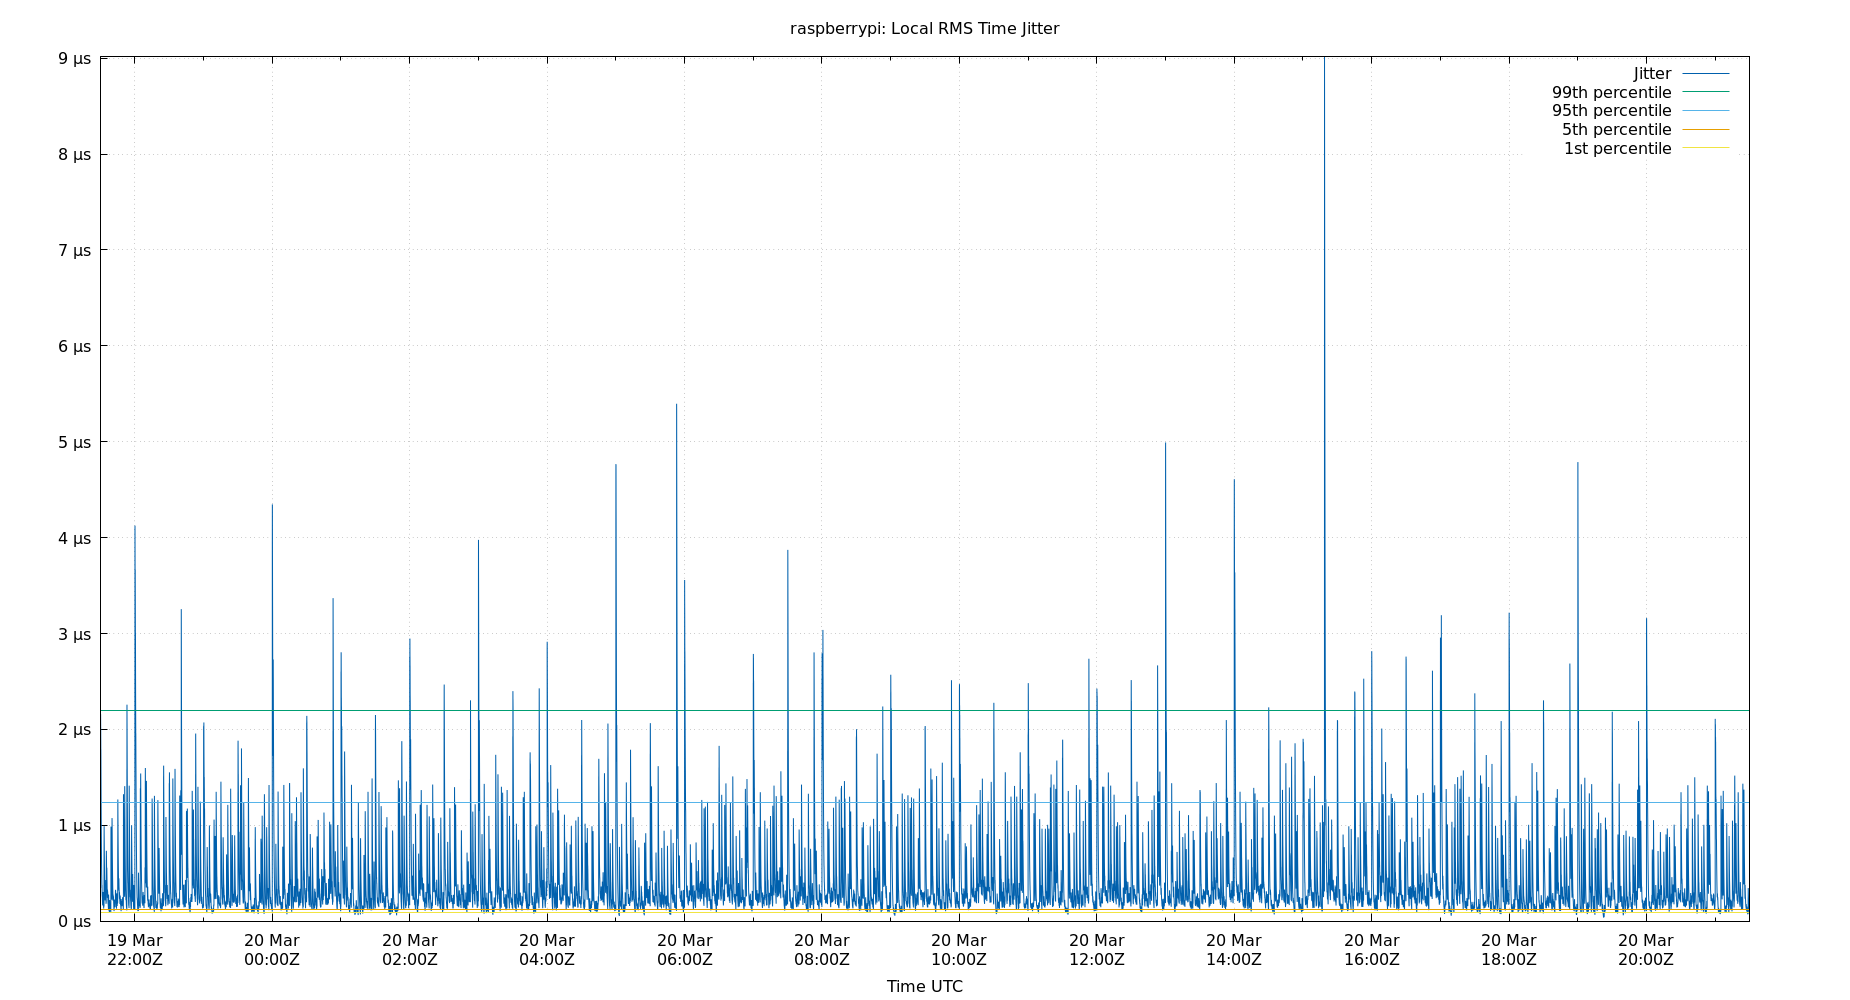 raspberrypi: Local RMS Time Jitter
9 µs
8 µs
7 µs
6 µs
5 µs
4 µs
3 µs
2 µs
1 µs
0 µs
Jitter
99th percentile
95th percentile
5th percentile
1st percentile
19 Mar
22:00Z
20 Mar
00:00Z
20 Mar
02:00Z
20 Mar
04:00Z
20 Mar
06:00Z
20 Mar
08:00Z
20 Mar
10:00Z
20 Mar
12:00Z
20 Mar
14:00Z
20 Mar
16:00Z
20 Mar
18:00Z
20 Mar
20:00Z
Time UTC